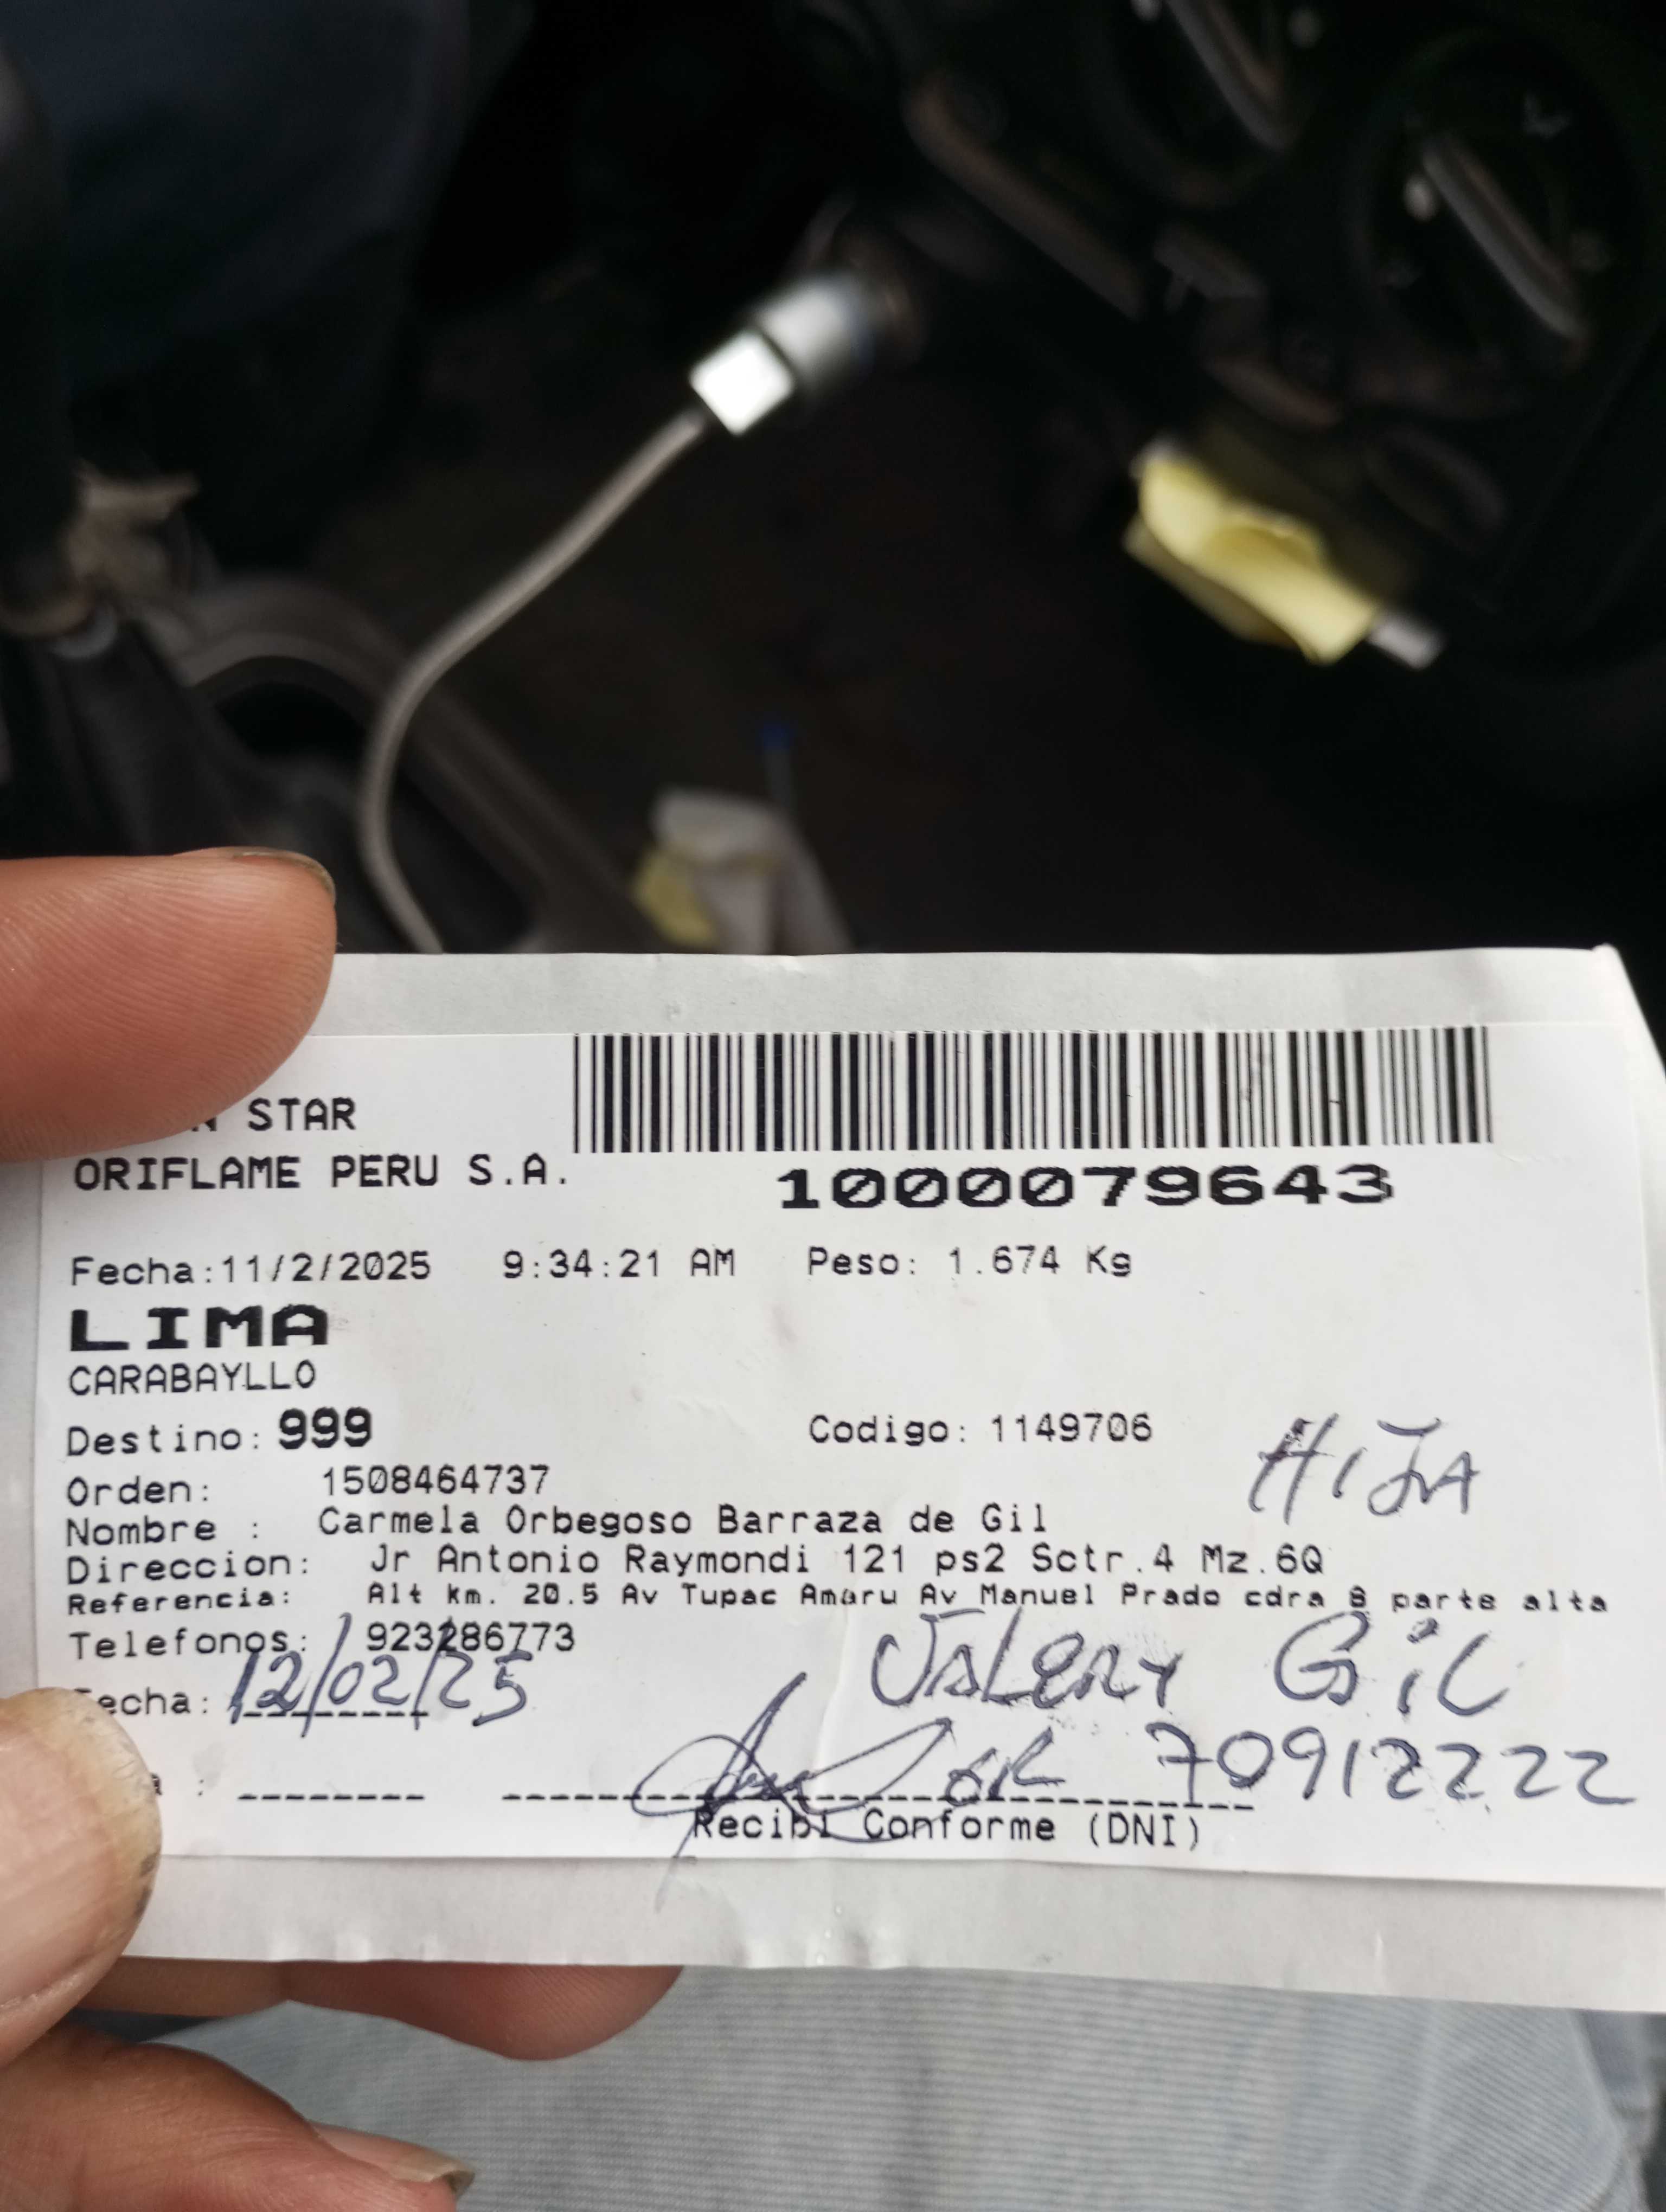 STAR
ORIFLAME PERU S.A.
1000079643
Fecha:11/2/2025 9:34:21 AM Peso: 1.674 Kg
LIMA
CARABAYLLO
Destino: 999 Codigo: 1149706
HIJA
Orden: 1508464737
Nombre : Carmela Orbegoso Barraza de Gil
Direccion: Jr Antonio Raymondi 121 ps2 Sctr.4 Mz.6Q
Referencia: Alt km. 20.5 Av Tupac Amaru Av Manuel Prado cdra 8 parte alta
Telefonos: 923286773
Valery Gil
echa: 12/02/25
70912222
Recibi Conforme (DNI)